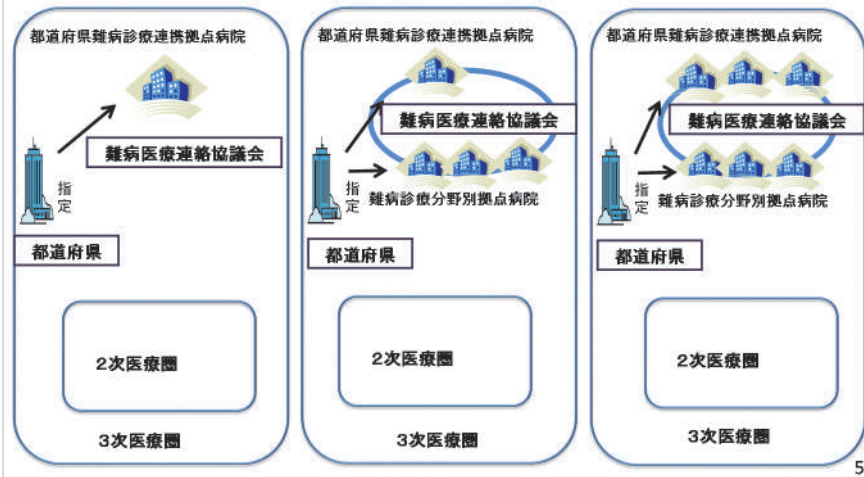 都道府県難病診療連携拠点病院
難病医療連絡協議会
指定
都道府県
2次医療圏
3次医療圏
都道府県難病診療連携拠点病院
難病医療連絡協議会
指定
難病診療分野別拠点病院
都道府県
2次医療圏
3次医療圏
都道府県難病診療連携拠点病院
難病医療連絡協議会
指定
難病診療分野別拠点病院
都道府県
2次医療圏
3次医療圏
5